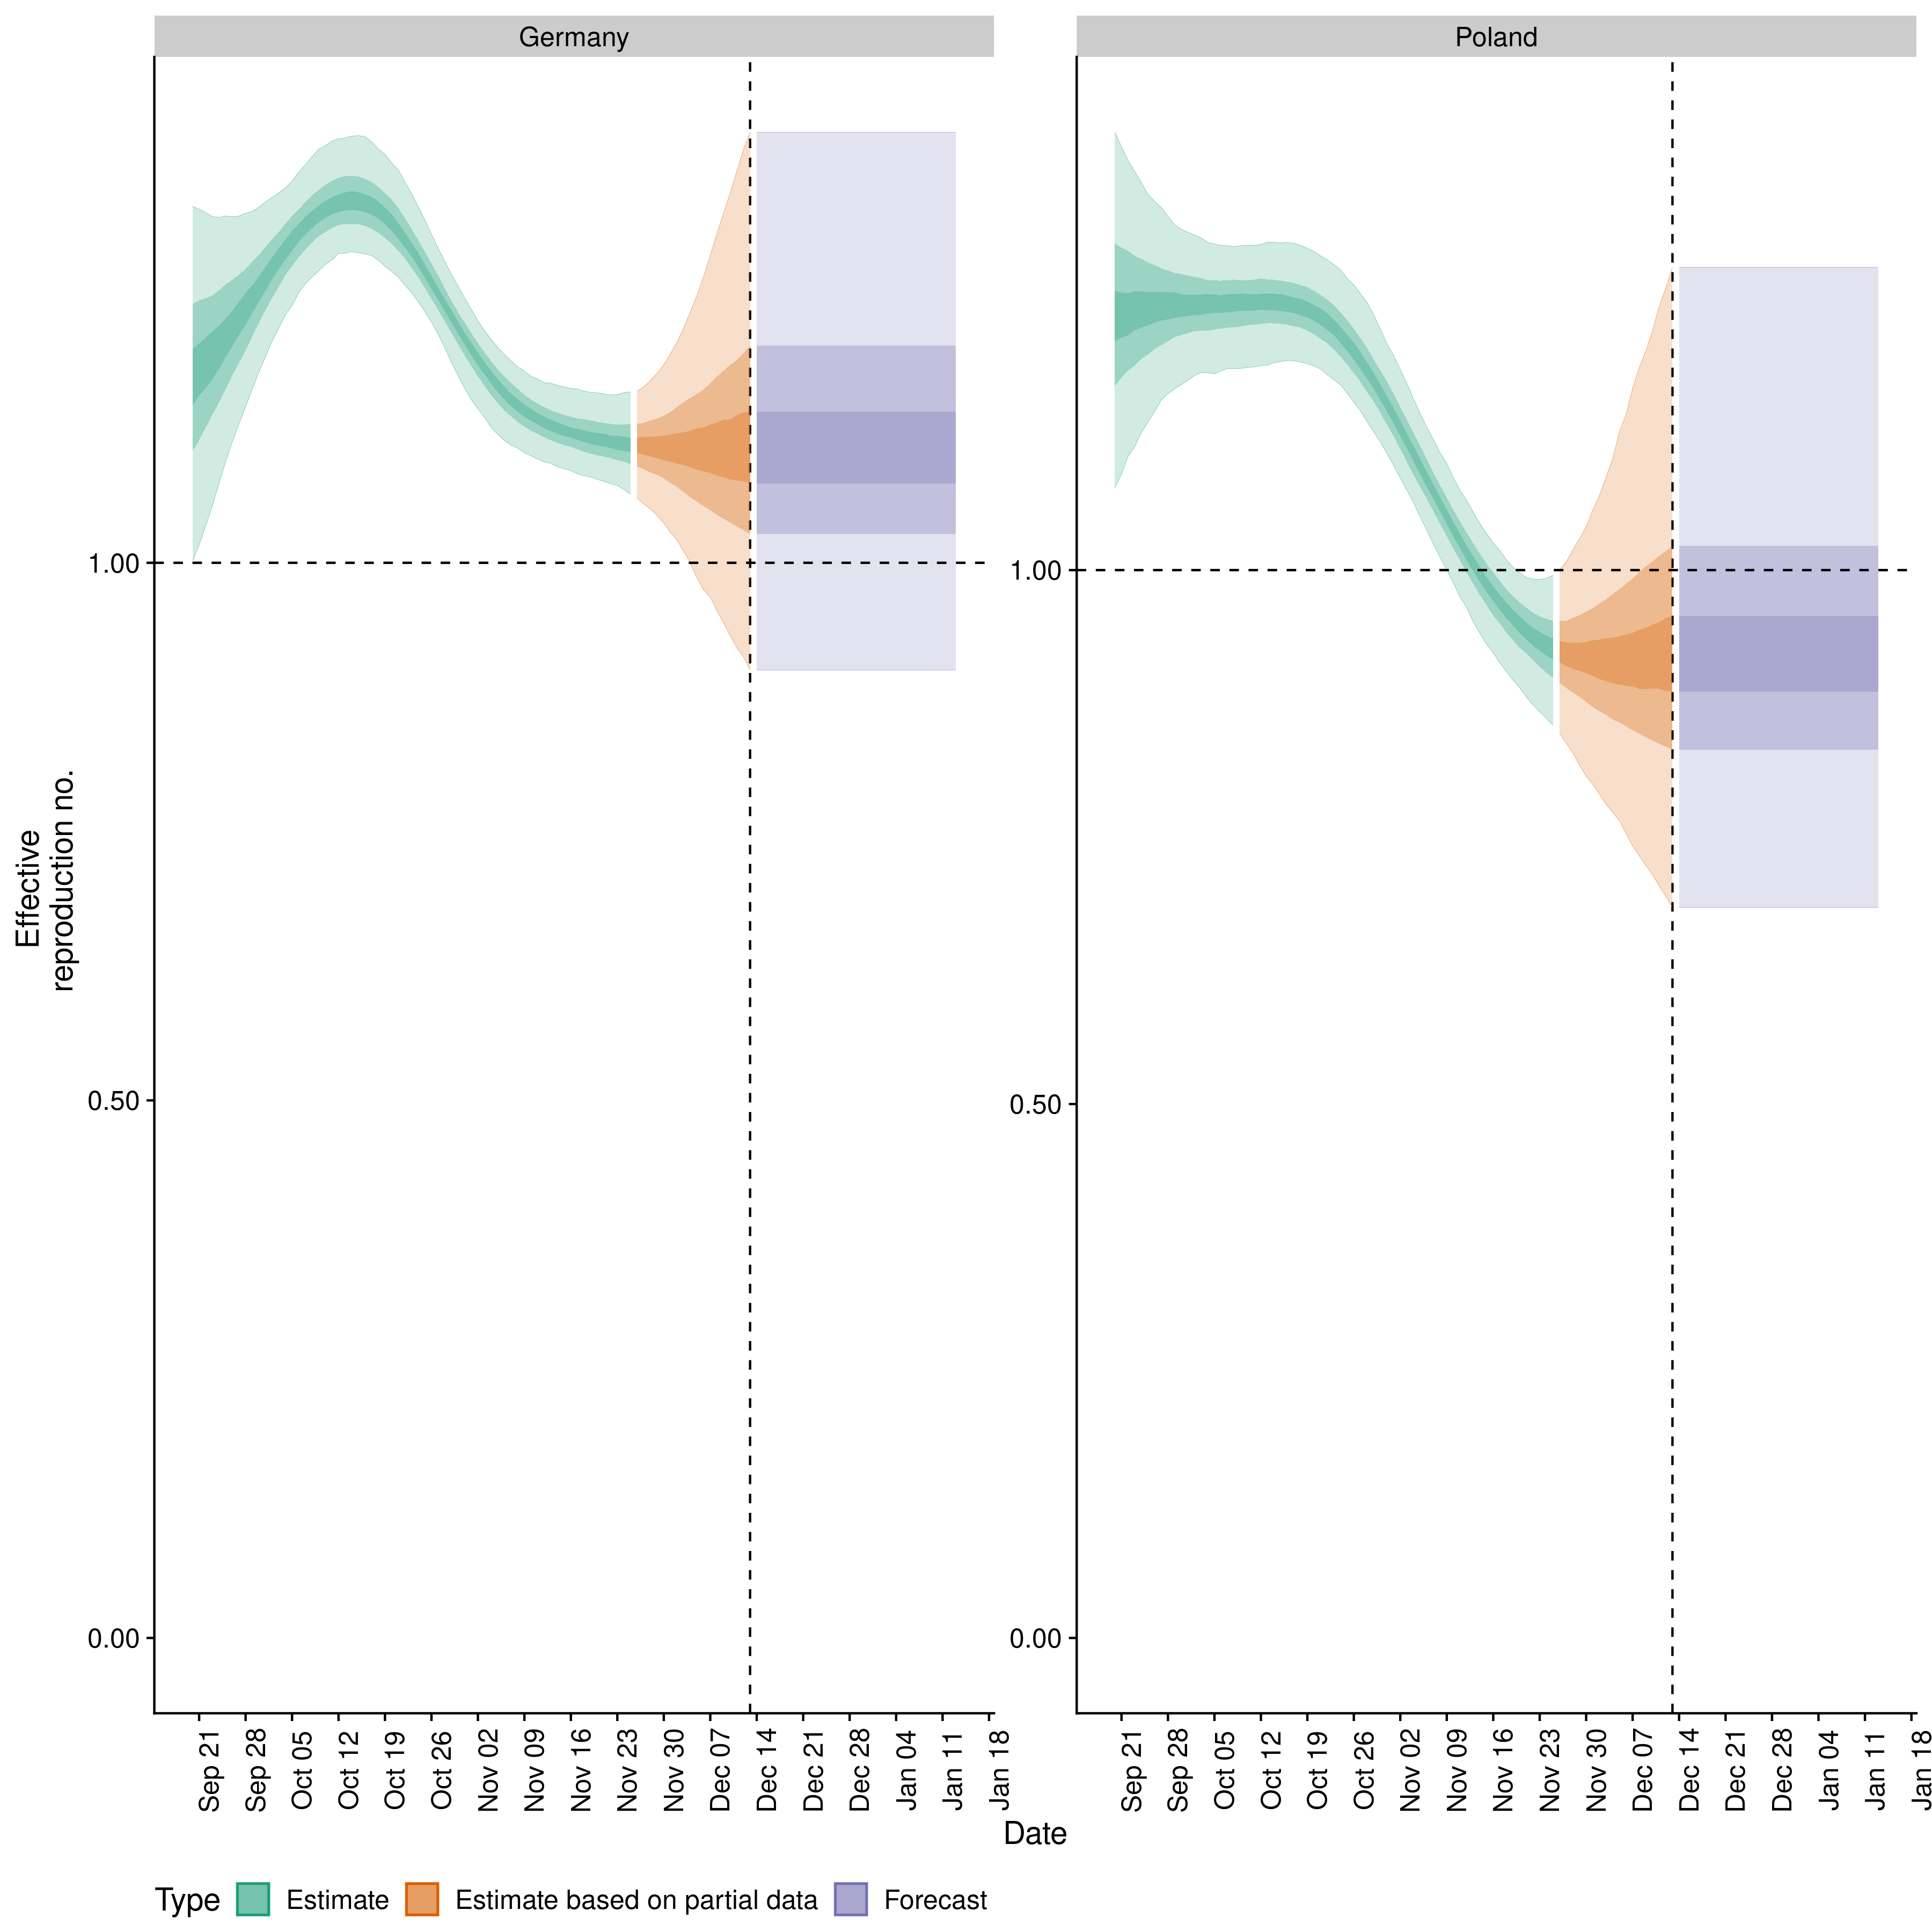 Germany
Poland
Effective
reproduction no.
1.00
0.50
0.00
1.00
0.50
0.00
Sep 21
Sep 28
Oct 05
Oct 12
Oct 19
Oct 26
Nov 02
Nov 09
Nov 16
Nov 23
Nov 30
Dec 07
Dec 14
Dec 21
Dec 28
Jan 04
Jan 11
Jan 18
Sep 21
Sep 28
Oct 05
Oct 12
Oct 19
Oct 26
Nov 02
Nov 09
Nov 16
Nov 23
Nov 30
Dec 07
Dec 14
Dec 21
Dec 28
Jan 04
Jan 11
Jan 18
Date
Type Estimate Estimate based on partial data Forecast